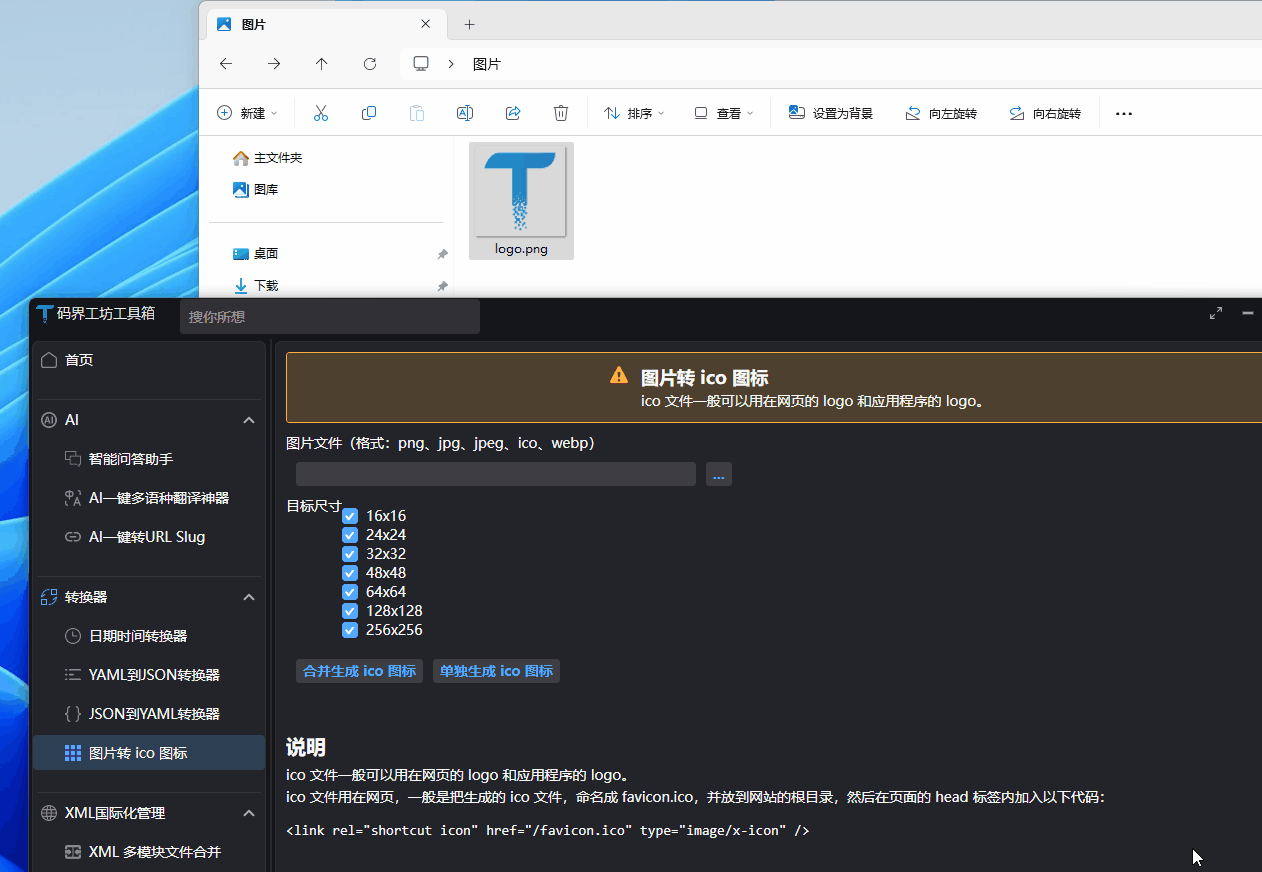 图片
图片
新建
排序
查看
设置为背景
向左旋转
向右旋转
主文件夹
图库
桌面
下载
logo.png
码界工坊工具箱
搜你所想
首页
AI
智能问答助手
AI一键多语种翻译神器
AI一键转URL Slug
转换器
日期时间转换器
YAML到JSON转换器
JSON到YAML转换器
图片转 ico 图标
XML国际化管理
XML 多模块文件合并
图片转 ico 图标
ico 文件一般可以用在网页的 logo 和应用程序的 logo。
图片文件（格式：png、jpg、jpeg、ico、webp）
...
目标尺寸
16x16
24x24
32x32
48x48
64x64
128x128
256x256
合并生成 ico 图标
单独生成 ico 图标
说明
ico 文件一般可以用在网页的 logo 和应用程序的 logo。
ico 文件用在网页，一般是把生成的 ico 文件，命名成 favicon.ico，并放到网站的根目录，然后在页面的 head 标签内加入以下代码：
<link rel="shortcut icon" href="/favicon.ico" type="image/x-icon" />